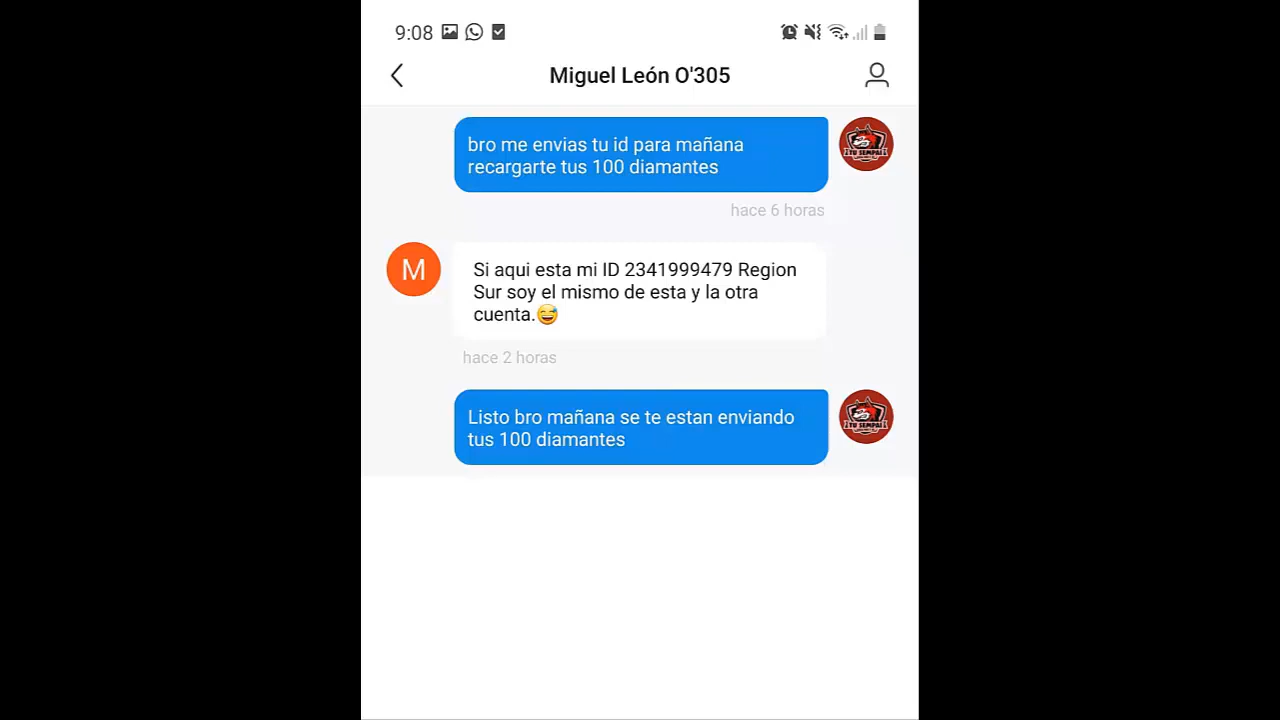 9:08
Miguel León O'305
bro me envias tu id para mañana
recargarte tus 100 diamantes
hace 6 horas
M
Si aqui esta mi ID 2341999479 Region
Sur soy el mismo de esta y la otra
cuenta.😅
hace 2 horas
Listo bro mañana se te estan enviando
tus 100 diamantes